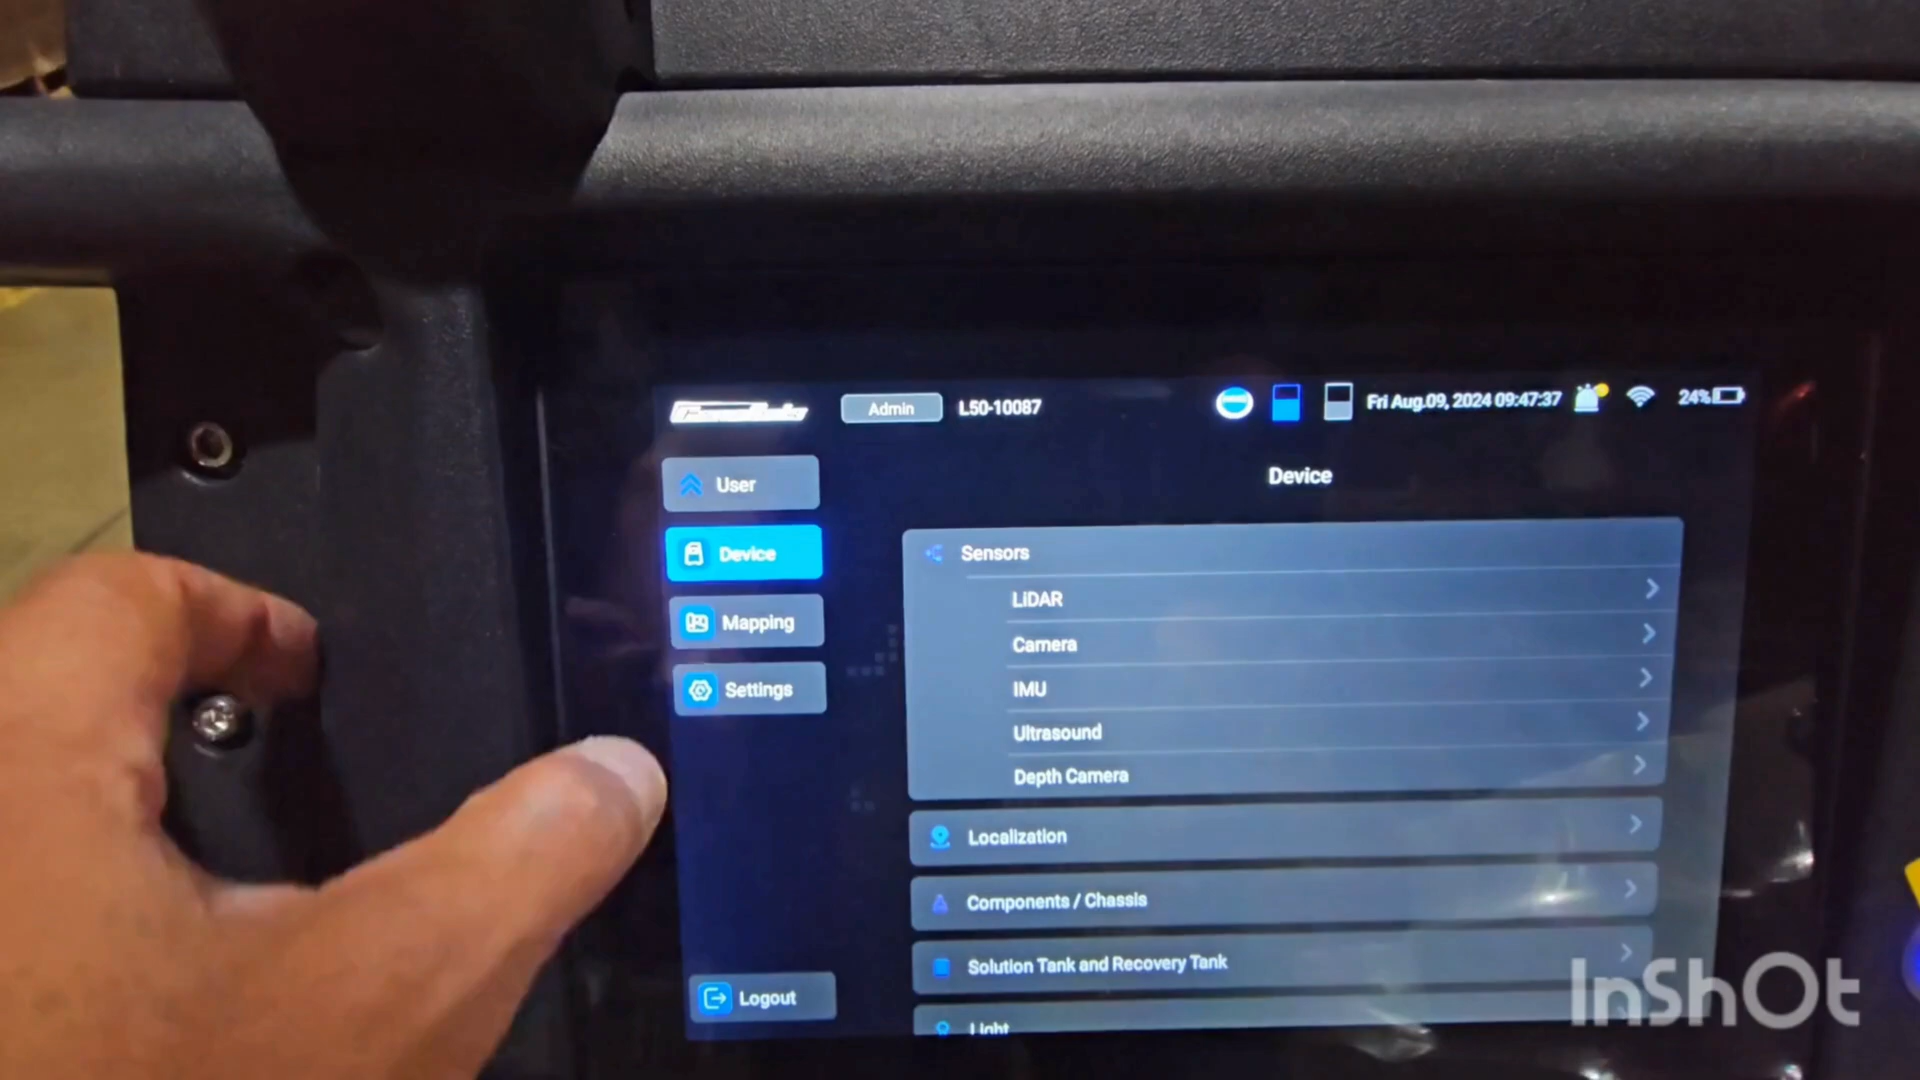 Admin
L50-10087
Fri Aug.09, 2024 09:47:37
24%
User
Device
Device
Sensors
Mapping
LiDAR
Camera
Settings
IMU
Ultrasound
Depth Camera
Localization
Components / Chassis
Solution Tank and Recovery Tank
Logout
Light
InShOt